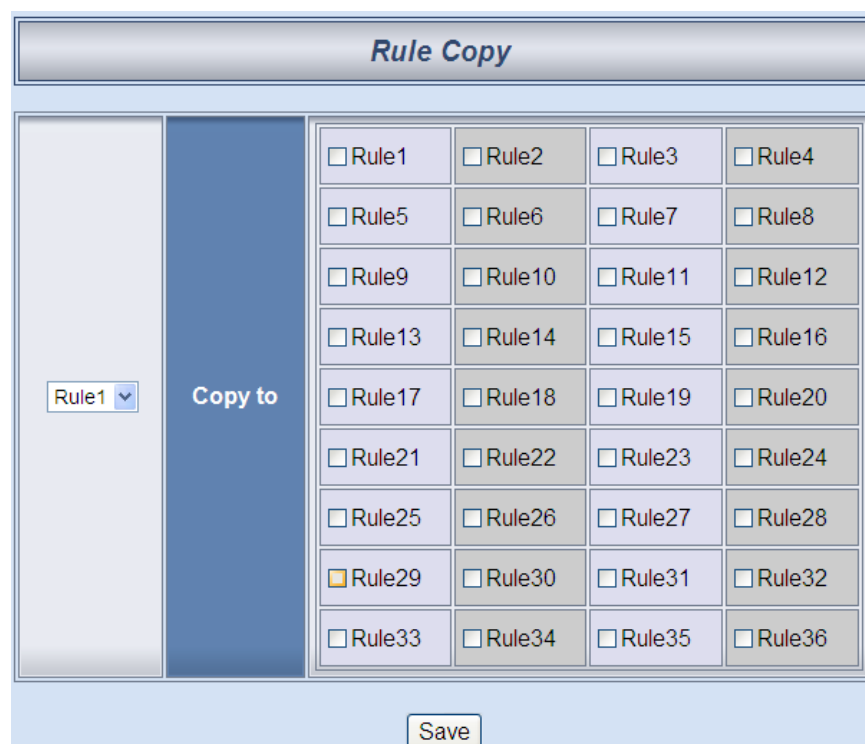 Rule Copy
Rule1 Rule2 Rule3 Rule4
Rule5 Rule6 Rule7 Rule8
Rule9 Rule10 Rule11 Rule12
Rule13 Rule14 Rule15 Rule16
Rule1 Copy to Rule17 Rule18 Rule19 Rule20
Rule21 Rule22 Rule23 Rule24
Rule25 Rule26 Rule27 Rule28
Rule29 Rule30 Rule31 Rule32
Rule33 Rule34 Rule35 Rule36
Save